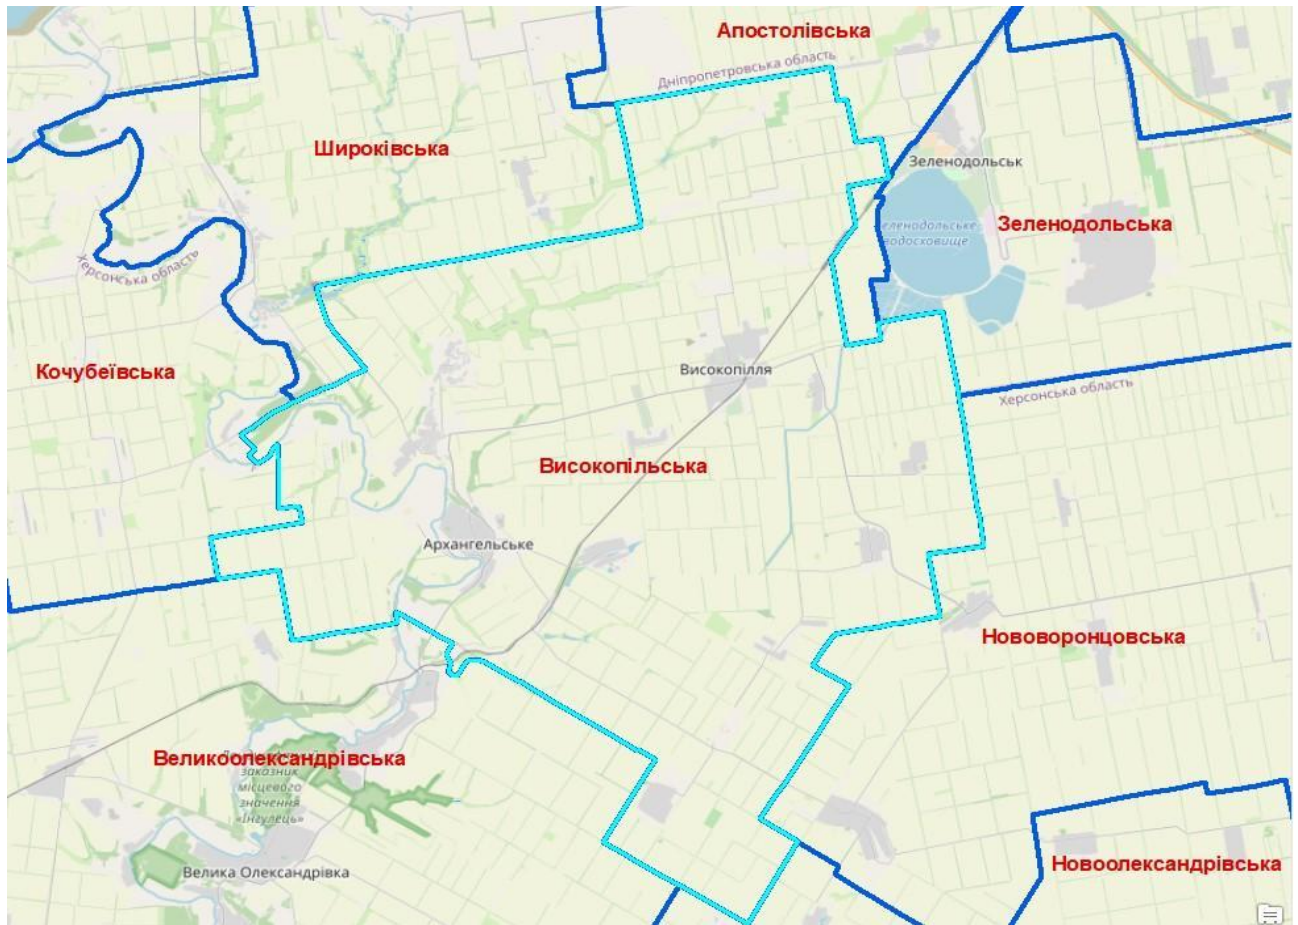 Апостолівська
Дніпропетровська область
Широківська
Зеленодольськ
Зеленодольська
водосховище
Херсонська область
Кочубеївська
Високопілля
Херсонська область
Високопільська
Архангельське
Нововоронцовська
Великоолександрівська
заказник
місцевого
значення
«Інгулець»
Велика Олександрівка
Новоолександрівська